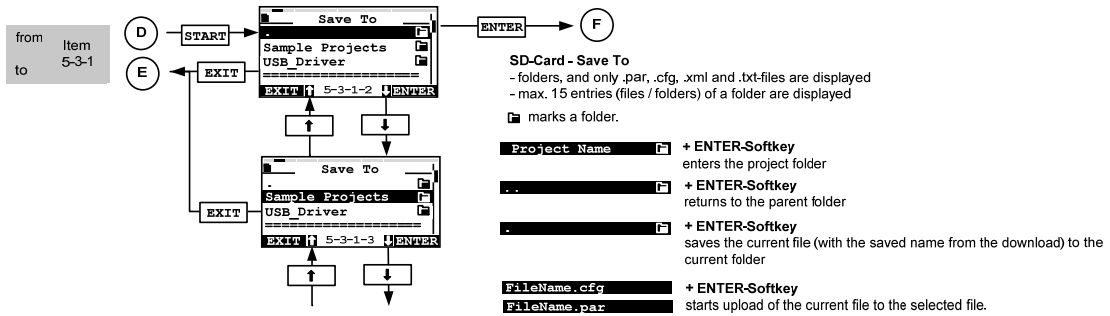 from
Item
5-3-1
to
D
START
E
EXIT
Save To
.
Sample Projects
USB_Driver
====================
EXIT ⬆ 5-3-1-2 ⬇ ENTER
ENTER
F
↑
↓
EXIT
Save To
.
Sample Projects
USB_Driver
====================
EXIT ⬆ 5-3-1-3 ⬇ ENTER
↑
↓
SD-Card - Save To
- folders, and only .par, .cfg, .xml and .txt-files are displayed
- max. 15 entries (files / folders) of a folder are displayed
marks a folder.
Project Name
+ ENTER-Softkey
enters the project folder
..
+ ENTER-Softkey
returns to the parent folder
.
+ ENTER-Softkey
saves the current file (with the saved name from the download) to the
current folder
FileName.cfg
FileName.par
+ ENTER-Softkey
starts upload of the current file to the selected file.